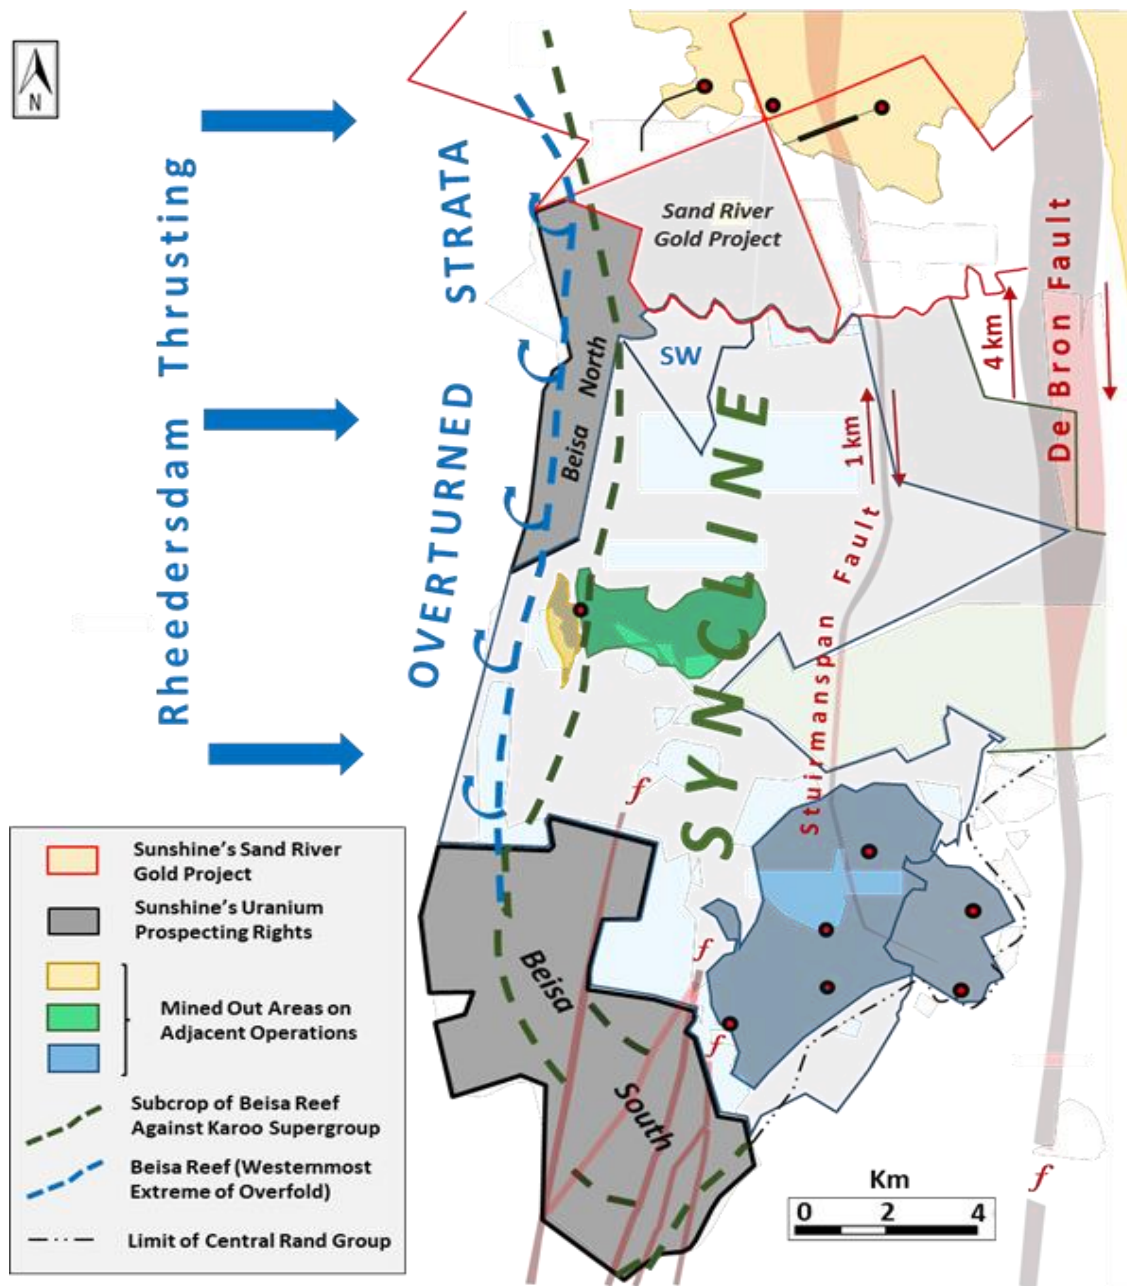 N
Rheedersdam Thrusting
OVERTURNED STRATA
Sand River
Gold Project
SW
Beisa North
SYNCLINE
1 km
4 km
De Bron Fault
Stuirmanspan Fault
f
f
f
f
Beisa
South
Sunshine's Sand River
Gold Project
Sunshine's Uranium
Prospecting Rights
Mined Out Areas on
Adjacent Operations
Subcrop of Beisa Reef
Against Karoo Supergroup
Beisa Reef (Westernmost
Extreme of Overfold)
Limit of Central Rand Group
Km
0 2 4